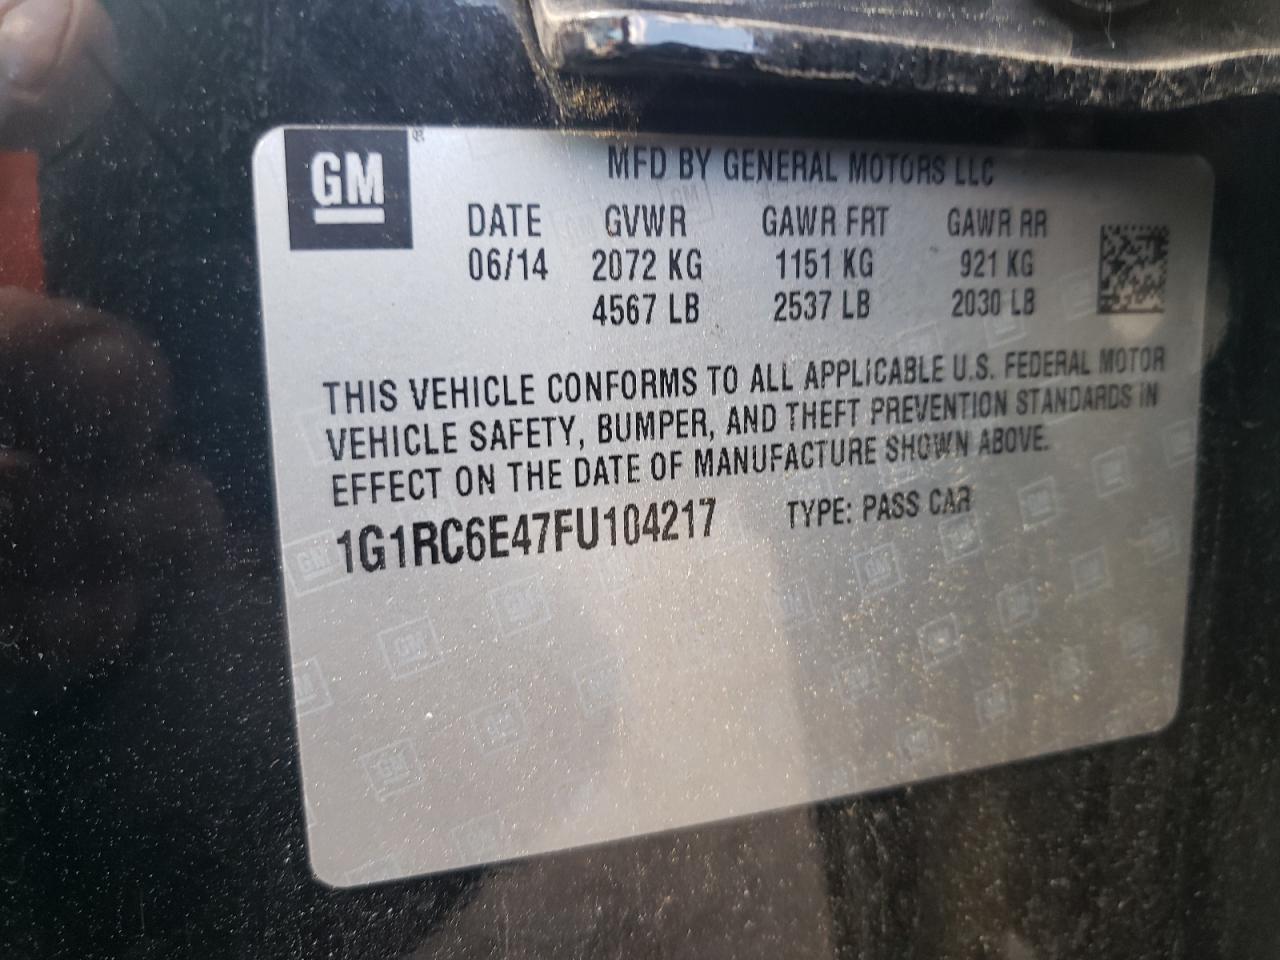 GM
MFD BY GENERAL MOTORS LLC
DATE GVWR GAWR FRT GAWR RR
06/14 2072 KG 1151 KG 921 KG
4567 LB 2537 LB 2030 LB
THIS VEHICLE CONFORMS TO ALL APPLICABLE U.S. FEDERAL MOTOR
VEHICLE SAFETY, BUMPER, AND THEFT PREVENTION STANDARDS IN
EFFECT ON THE DATE OF MANUFACTURE SHOWN ABOVE.
1G1RC6E47FU104217 TYPE: PASS CAR